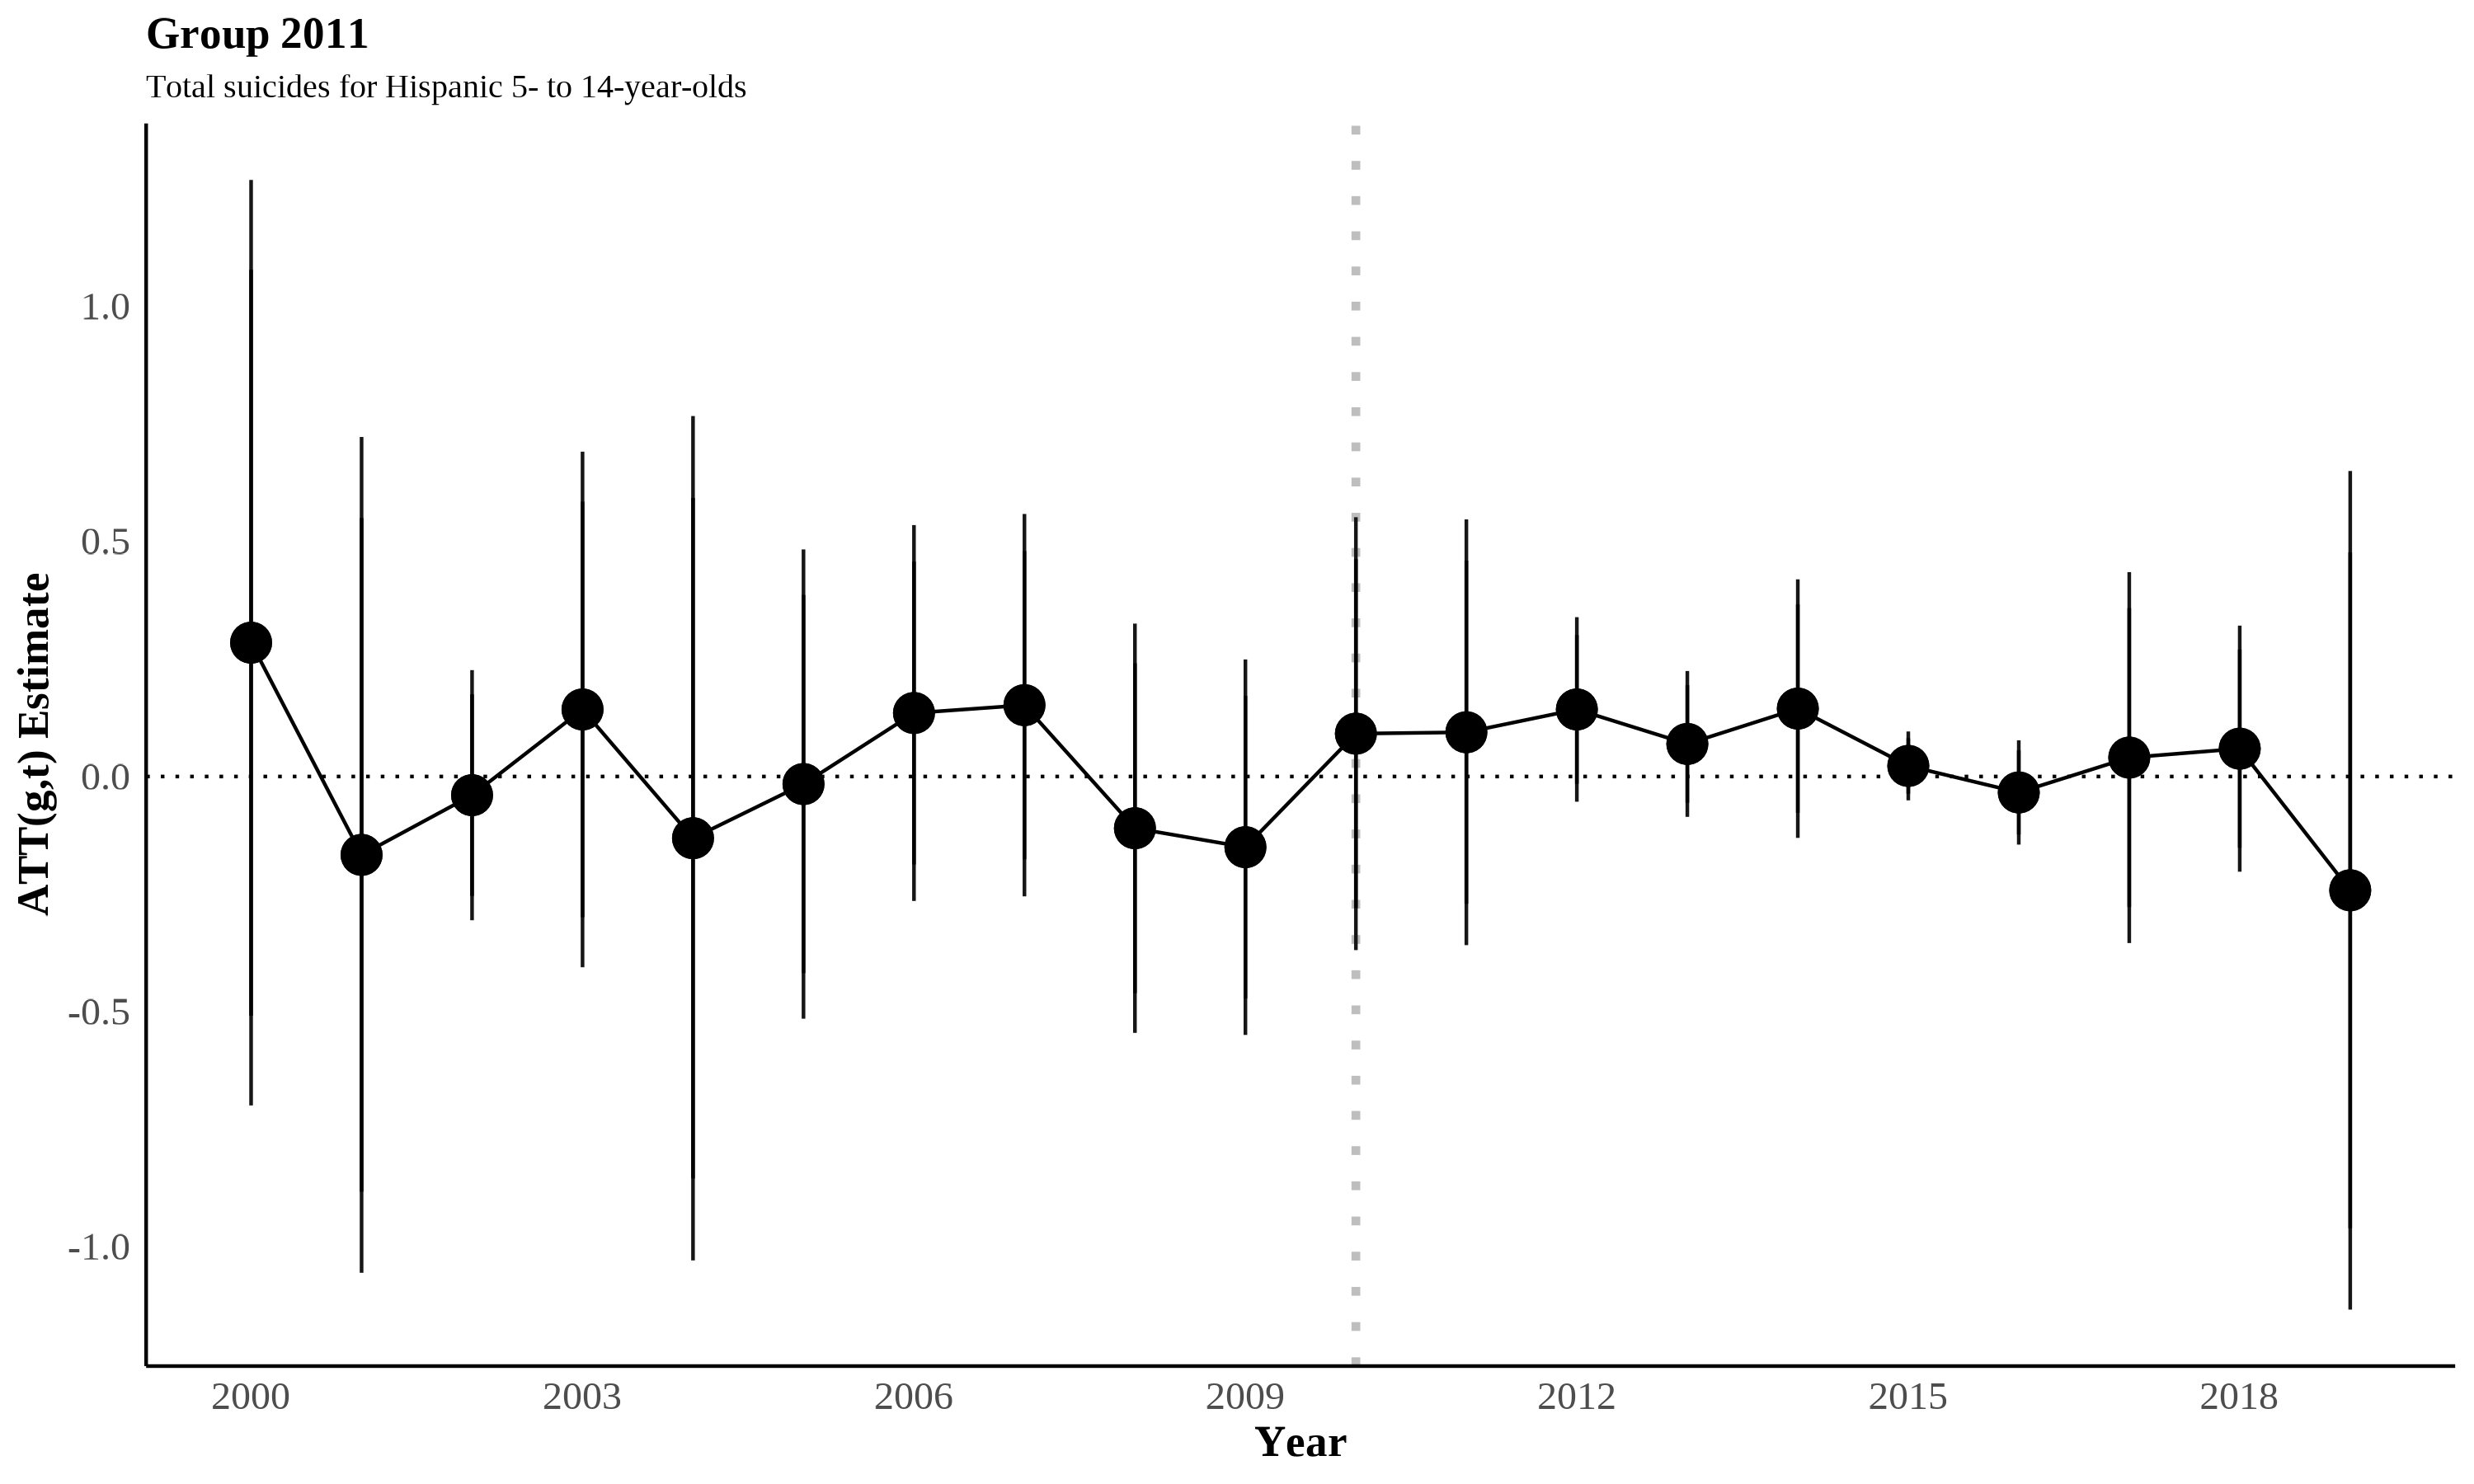 Group 2011
Total suicides for Hispanic 5- to 14-year-olds
ATT(g,t) Estimate
1.0
0.5
0.0
-0.5
-1.0
2000 2003 2006 2009 2012 2015 2018
Year